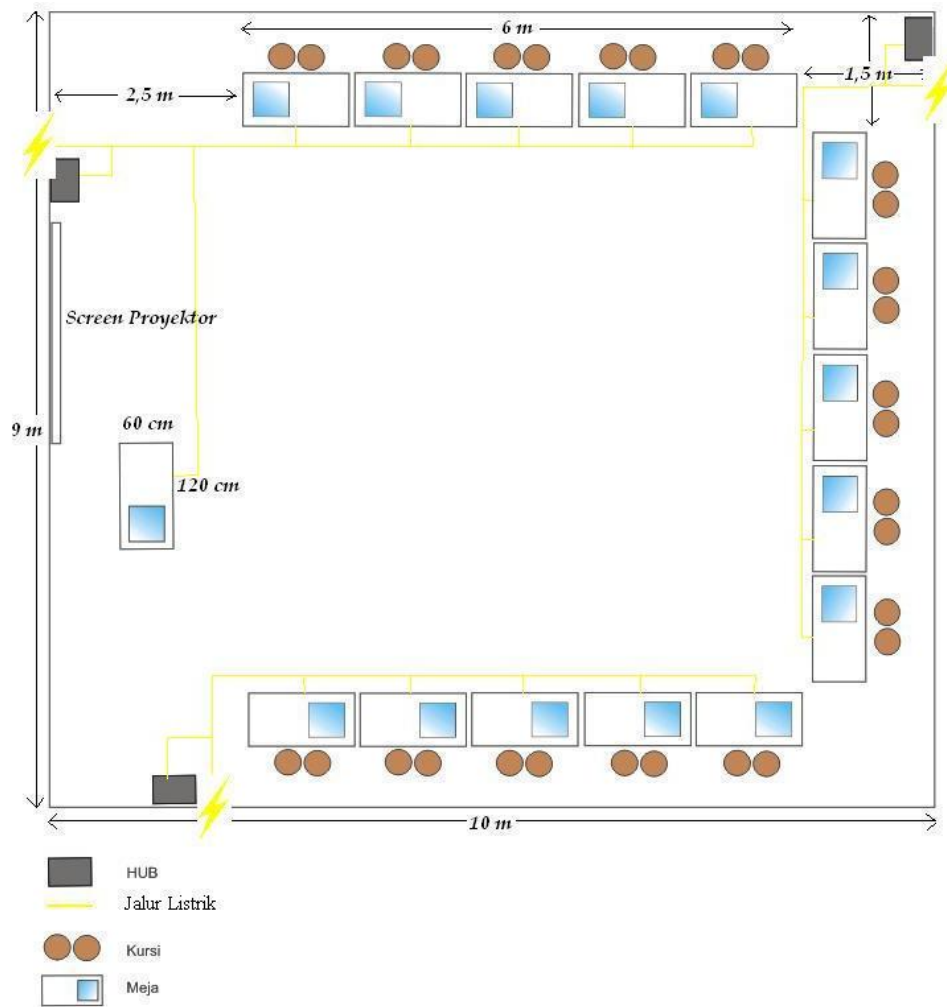 6 m
2,5 m
1,5 m
Screen Proyektor
9 m
60 cm
120 cm
10 m
HUB
Jalur Listrik
Kursi
Meja